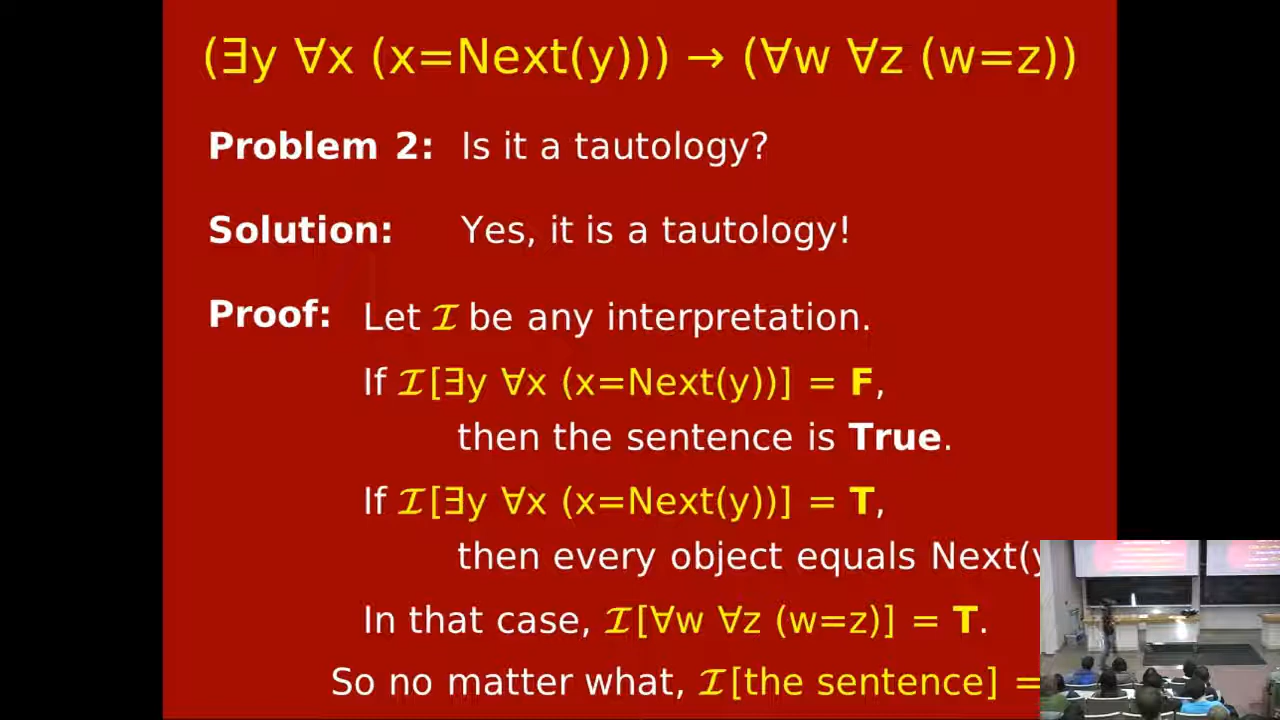 (∃y ∀x (x=Next(y))) → (∀w ∀z (w=z))
Problem 2: Is it a tautology?
Solution: Yes, it is a tautology!
Proof: Let 𝓘 be any interpretation.
If 𝓘[∃y ∀x (x=Next(y))] = F,
then the sentence is True.
If 𝓘[∃y ∀x (x=Next(y))] = T,
then every object equals Next(y
In that case, 𝓘[∀w ∀z (w=z)] = T.
So no matter what, 𝓘[the sentence] =